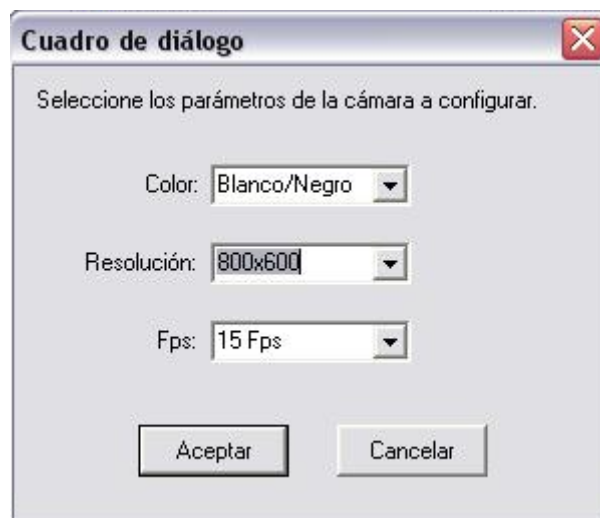 Cuadro de diálogo
Seleccione los parámetros de la cámara a configurar.
Color: Blanco/Negro
Resolución: 800x600
Fps: 15 Fps
Aceptar Cancelar